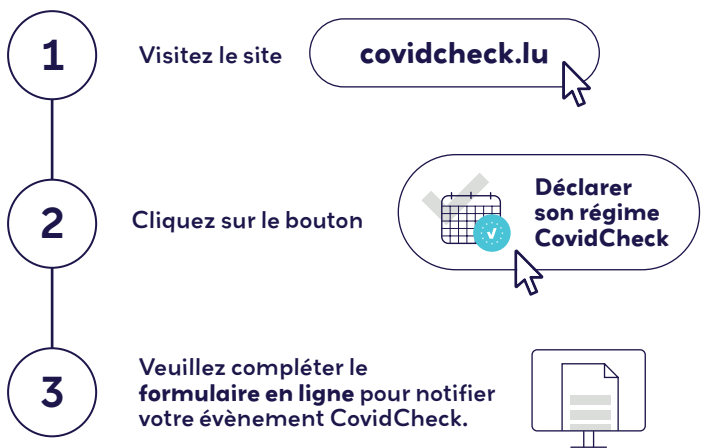 1
Visitez le site
covidcheck.lu
2
Cliquez sur le bouton
Déclarer
son régime
CovidCheck
3
Veuillez compléter le
formulaire en ligne pour notifier
votre évènement CovidCheck.